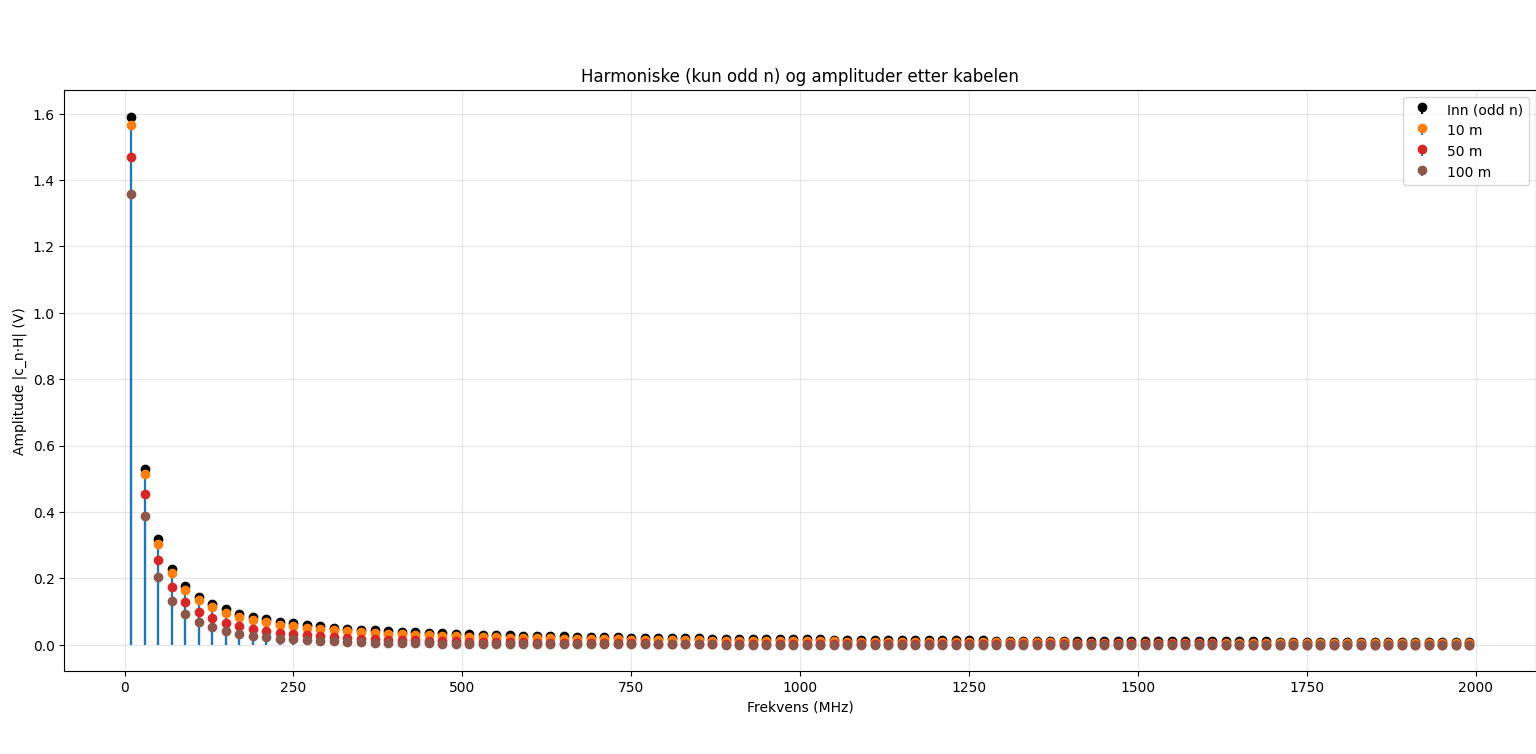 Harmoniske (kun odd n) og amplituder etter kabelen
Inn (odd n)
10 m
50 m
100 m
Amplitude |c_n·H| (V)
1.6
1.4
1.2
1.0
0.8
0.6
0.4
0.2
0.0
0 250 500 750 1000 1250 1500 1750 2000
Frekvens (MHz)